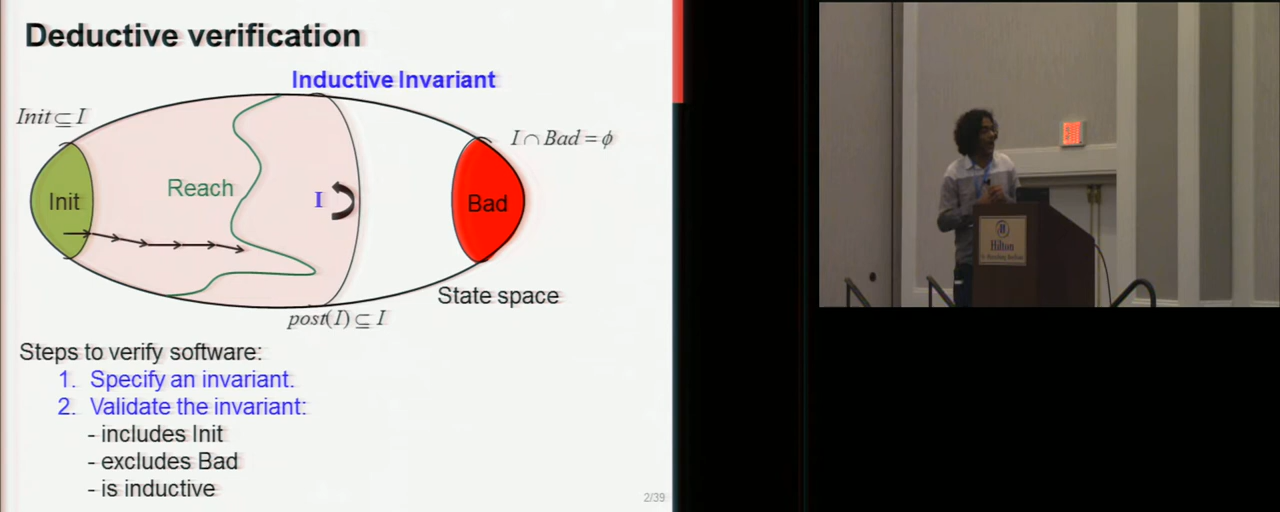 Deductive verification
Inductive Invariant
Init ⊆ I
I ∩ Bad = ϕ
Reach
I
Init
Bad
State space
post(I) ⊆ I
Steps to verify software:
1. Specify an invariant.
2. Validate the invariant:
- includes Init
- excludes Bad
- is inductive
2/39
Hilton